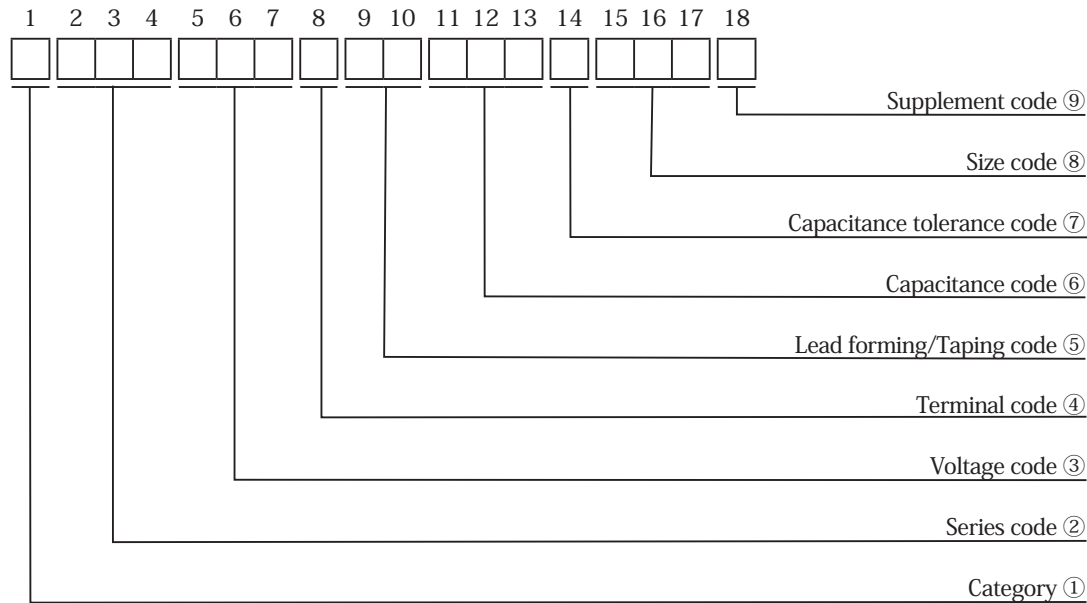 1 2 3 4 5 6 7 8 9 10 11 12 13 14 15 16 17 18
Supplement code ⑨
Size code ⑧
Capacitance tolerance code ⑦
Capacitance code ⑥
Lead forming/Taping code ⑤
Terminal code ④
Voltage code ③
Series code ②
Category ①